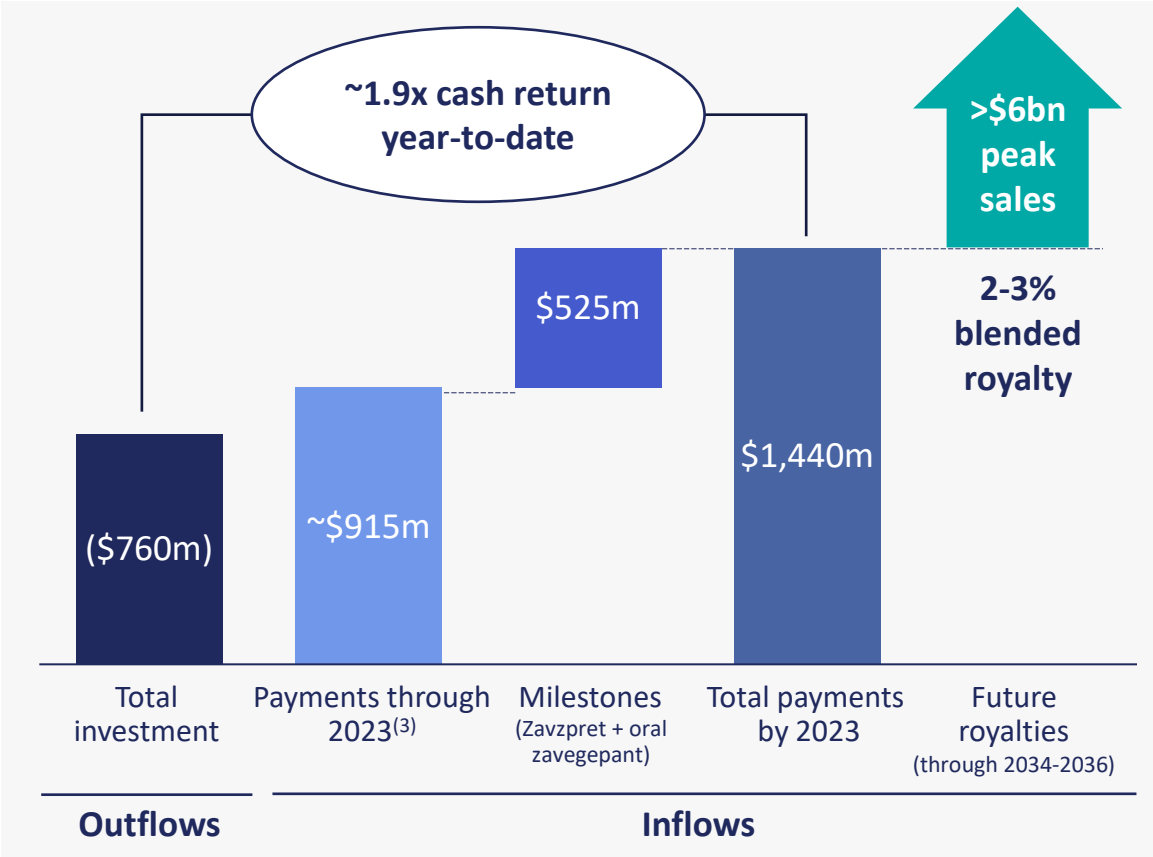 ~1.9x cash return
year-to-date
>$6bn
peak
sales
2-3%
blended
royalty
$525m
$1,440m
~$915m
($760m)
Total
investment
Payments through
2023(3)
Milestones
(Zavzpret + oral
zavegepant)
Total payments
by 2023
Future
royalties
(through 2034-2036)
Outflows
Inflows